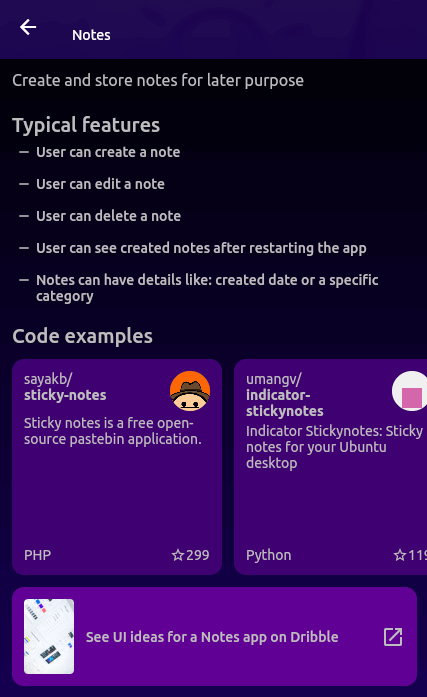 Notes
Create and store notes for later purpose
Typical features
— User can create a note
— User can edit a note
— User can delete a note
— User can see created notes after restarting the app
— Notes can have details like: created date or a specific
category
Code examples
sayakb/
sticky-notes
Sticky notes is a free open-
source pastebin application.
PHP
299
umangv/
indicator-
stickynotes
Indicator Stickynotes: Sticky
notes for your Ubuntu
desktop
Python
119
See UI ideas for a Notes app on Dribble